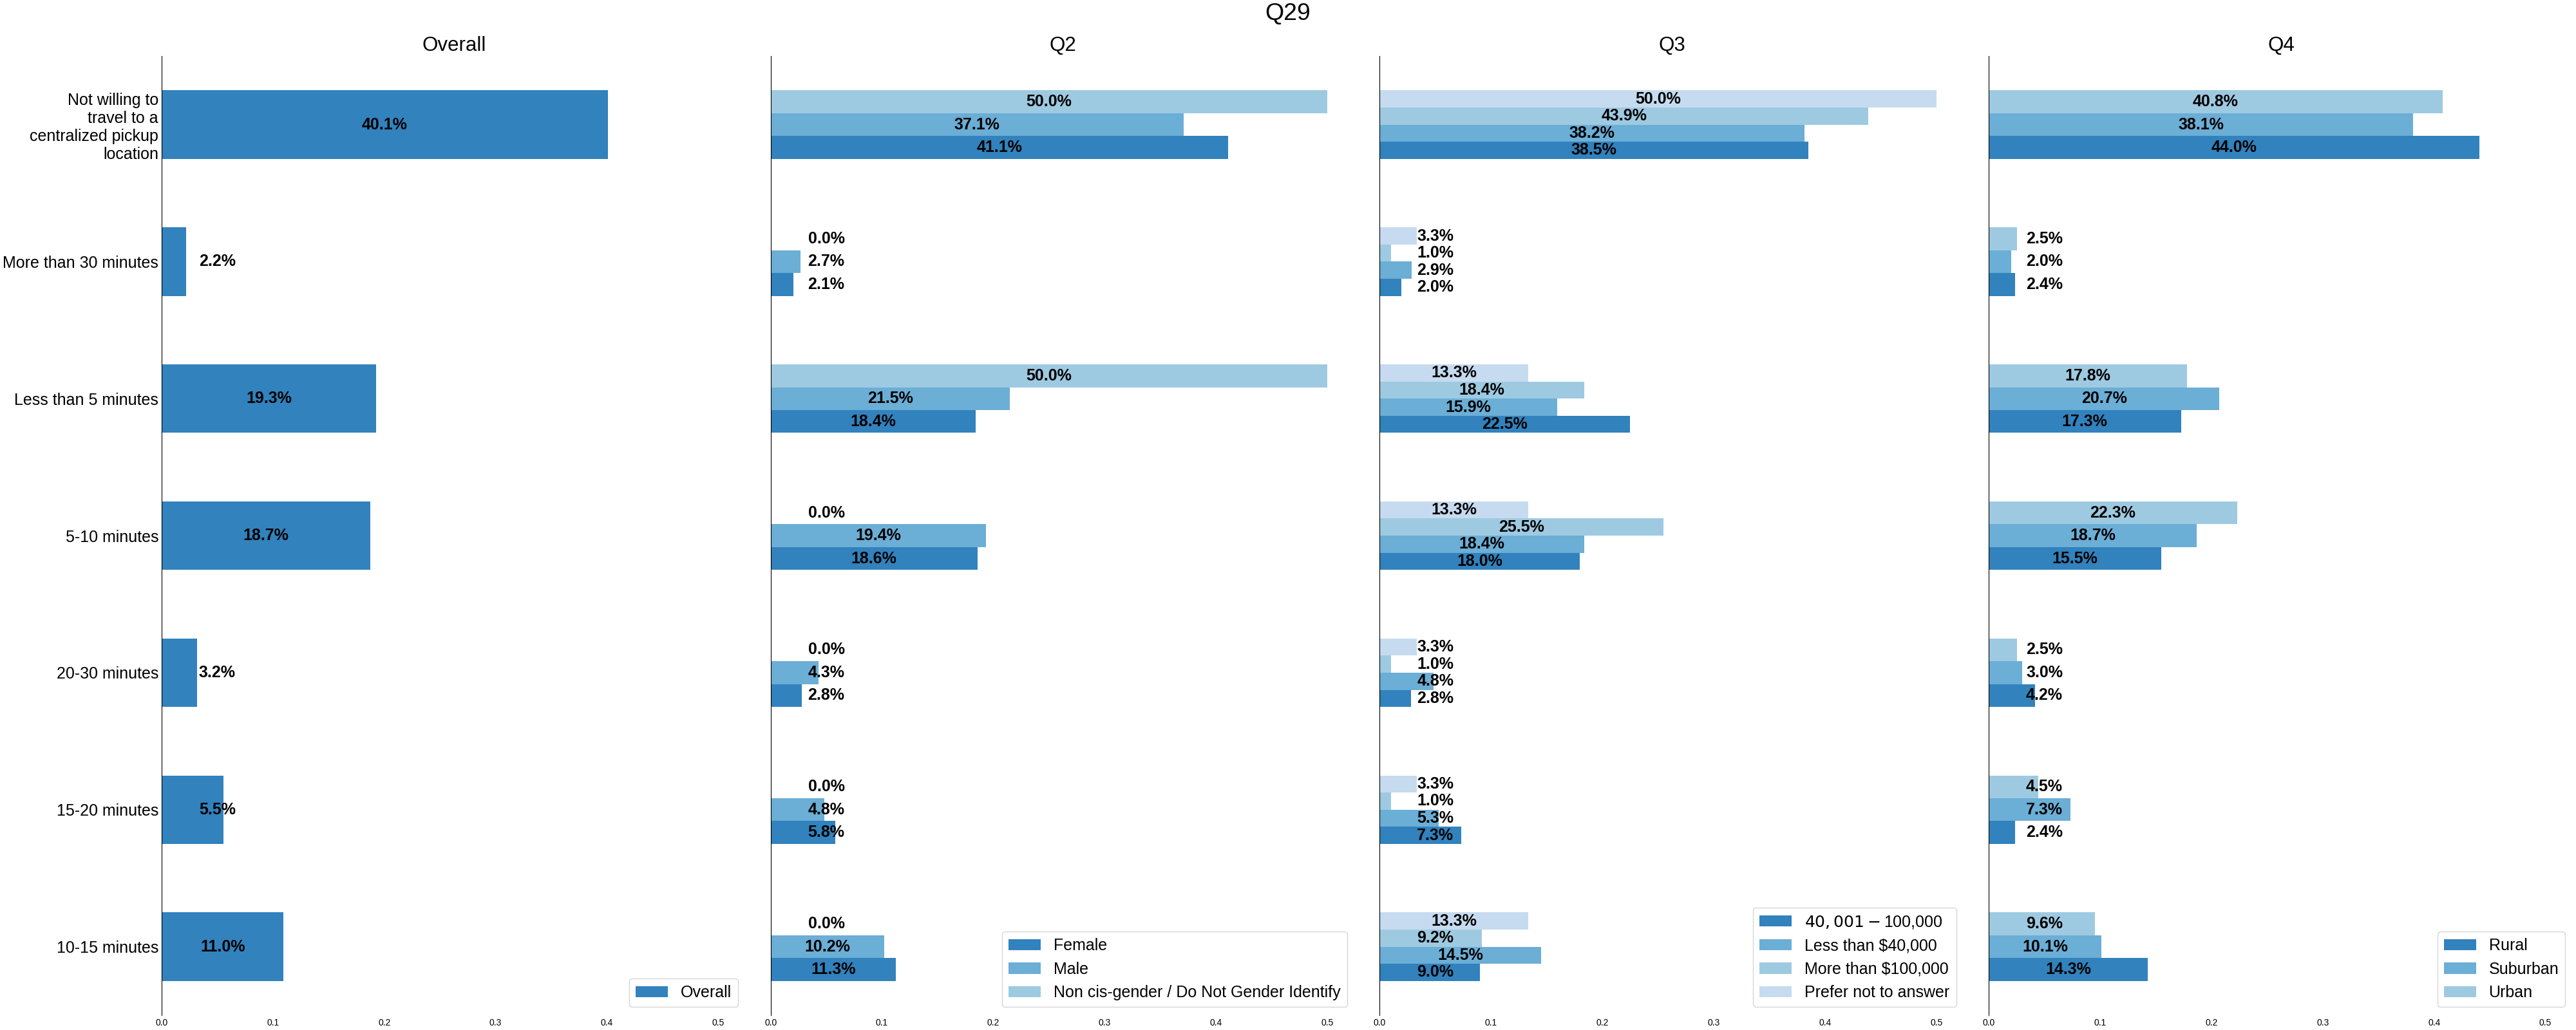 Q29
Overall
Not willing to
travel to a
centralized pickup
location
More than 30 minutes
Less than 5 minutes
5-10 minutes
20-30 minutes
15-20 minutes
10-15 minutes
40.1%
2.2%
19.3%
18.7%
3.2%
5.5%
11.0%
Overall
0.0 0.1 0.2 0.3 0.4 0.5
Q2
50.0%
37.1%
41.1%
0.0%
2.7%
2.1%
50.0%
21.5%
18.4%
0.0%
19.4%
18.6%
0.0%
4.3%
2.8%
0.0%
4.8%
5.8%
0.0%
10.2%
11.3%
Female
Male
Non cis-gender / Do Not Gender Identify
0.0 0.1 0.2 0.3 0.4 0.5
Q3
50.0%
43.9%
38.2%
38.5%
3.3%
1.0%
2.9%
2.0%
13.3%
18.4%
15.9%
22.5%
13.3%
25.5%
18.4%
18.0%
3.3%
1.0%
4.8%
2.8%
3.3%
1.0%
5.3%
7.3%
13.3%
9.2%
14.5%
9.0%
40,001 − 100,000
Less than $40,000
More than $100,000
Prefer not to answer
0.0 0.1 0.2 0.3 0.4 0.5
Q4
40.8%
38.1%
44.0%
2.5%
2.0%
2.4%
17.8%
20.7%
17.3%
22.3%
18.7%
15.5%
2.5%
3.0%
4.2%
4.5%
7.3%
2.4%
9.6%
10.1%
14.3%
Rural
Suburban
Urban
0.0 0.1 0.2 0.3 0.4 0.5